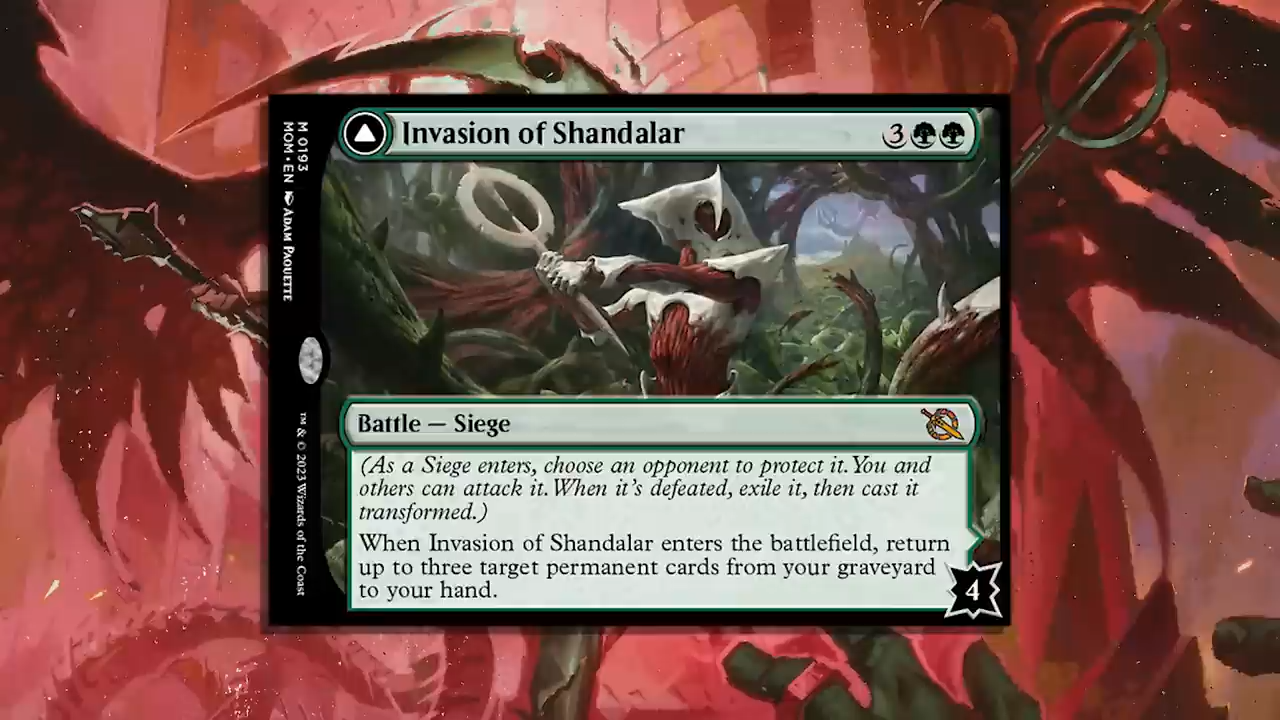 Invasion of Shandalar
3
M 0193
MOM • EN ADAM PAQUETTE
™ & © 2023 Wizards of the Coast
Battle — Siege
(As a Siege enters, choose an opponent to protect it. You and
others can attack it. When it's defeated, exile it, then cast it
transformed.)
When Invasion of Shandalar enters the battlefield, return
up to three target permanent cards from your graveyard
to your hand.
4